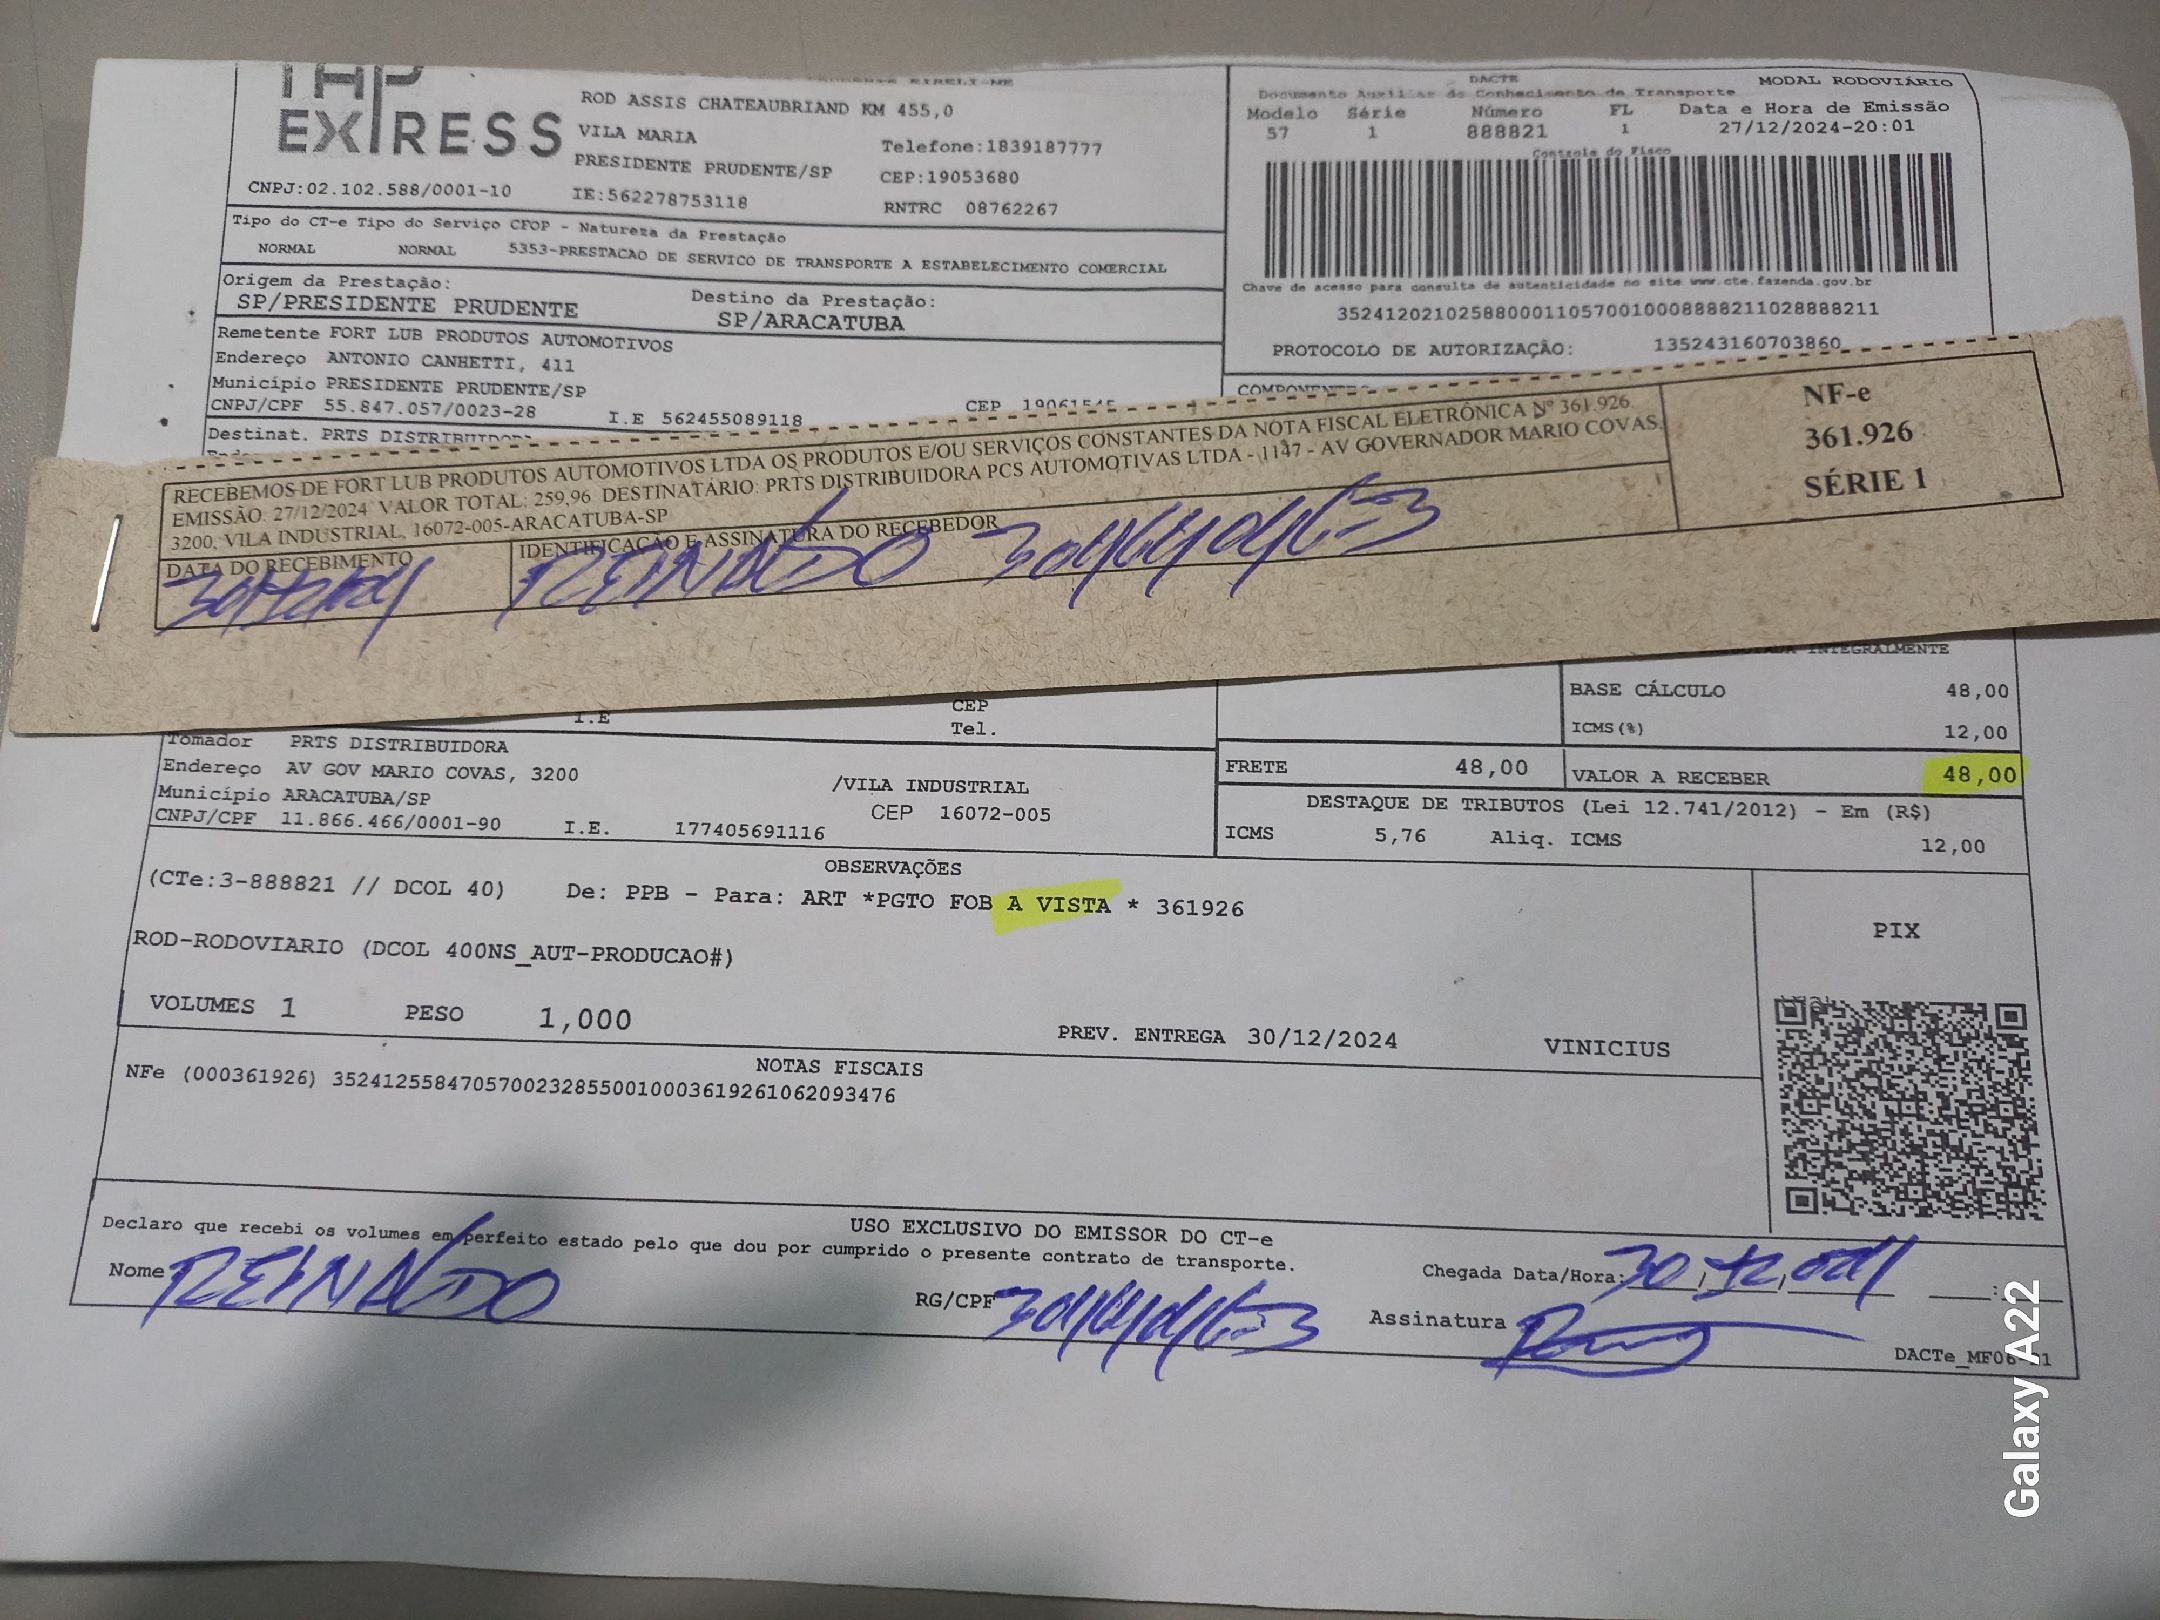 TAP
EXPRESS
CNPJ:02.102.588/0001-10
ROD ASSIS CHATEAUBRIAND KM 455,0
VILA MARIA
PRESIDENTE PRUDENTE/SP
IE:562278753118
Telefone:1839187777
CEP:19053680
RNTRC 08762267
DACTE
MODAL RODOVIÁRIO
Documento Auxiliar do Conhecimento de Transporte
Modelo Série Número FL Data e Hora de Emissão
57 1 888821 1 27/12/2024-20:01
Controle do Fisco
Chave de acesso para consulta de autenticidade no site www.cte.fazenda.gov.br
35241202102588000110570010008888211028888211
PROTOCOLO DE AUTORIZAÇÃO: 135243160703860
Tipo do CT-e Tipo do Serviço CFOP - Natureza da Prestação
NORMAL NORMAL 5353-PRESTACAO DE SERVICO DE TRANSPORTE A ESTABELECIMENTO COMERCIAL
Origem da Prestação: Destino da Prestação:
SP/PRESIDENTE PRUDENTE SP/ARACATUBA
Remetente FORT LUB PRODUTOS AUTOMOTIVOS
Endereço ANTONIO CANHETTI, 411
Município PRESIDENTE PRUDENTE/SP
CNPJ/CPF 55.847.057/0023-28 I.E 562455089118 CEP
Destinat. PRTS
RECEBEMOS DE FORT LUB PRODUTOS AUTOMOTIVOS LTDA OS PRODUTOS E/OU SERVIÇOS CONSTANTES DA NOTA FISCAL ELETRÔNICA Nº 361.926
EMISSÃO: 27/12/2024 VALOR TOTAL: 259,96 DESTINATÁRIO: PRTS DISTRIBUIDORA PCS AUTOMOTIVAS LTDA - 1147 - AV GOVERNADOR MARIO COVAS,
3200, VILA INDUSTRIAL, 16072-005-ARACATUBA-SP
DATA DO RECEBIMENTO IDENTIFICAÇÃO E ASSINATURA DO RECEBEDOR
REINALDO
NF-e
361.926
SÉRIE 1
INTEGRALMENTE
BASE CÁLCULO 48,00
ICMS(%) 12,00
I.E CEP
Tel.
FRETE 48,00 VALOR A RECEBER 48,00
DESTAQUE DE TRIBUTOS (Lei 12.741/2012) - Em (R$)
ICMS 5,76 Aliq. ICMS 12,00
Tomador PRTS DISTRIBUIDORA
Endereço AV GOV MARIO COVAS, 3200 /VILA INDUSTRIAL
Município ARACATUBA/SP CEP 16072-005
CNPJ/CPF 11.866.466/0001-90 I.E. 177405691116
OBSERVAÇÕES
(CTe:3-888821 // DCOL 40) De: PPB - Para: ART *PGTO FOB A VISTA * 361926
ROD-RODOVIARIO (DCOL 400NS_AUT-PRODUCAO#)
PIX
VOLUMES 1 PESO 1,000 PREV. ENTREGA 30/12/2024 VINICIUS
NOTAS FISCAIS
NFe (000361926) 35241255847057002328550010003619261062093476
USO EXCLUSIVO DO EMISSOR DO CT-e
Declaro que recebi os volumes em perfeito estado pelo que dou por cumprido o presente contrato de transporte.
Nome REINALDO RG/CPF Chegada Data/Hora:
Assinatura
Galaxy A22